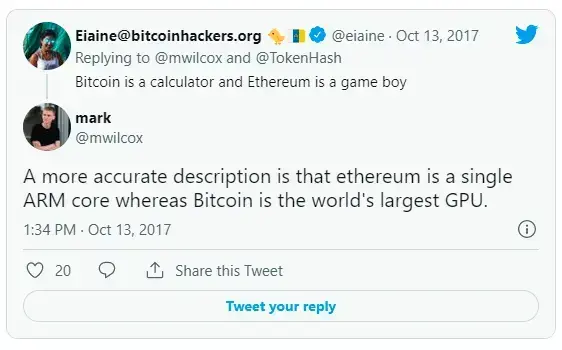 Eiaine@bitcoinhackers.org 🐤 🇮🇨 @eiaine · Oct 13, 2017
Replying to @mwilcox and @TokenHash
Bitcoin is a calculator and Ethereum is a game boy
mark
@mwilcox
A more accurate description is that ethereum is a single
ARM core whereas Bitcoin is the world's largest GPU.
1:34 PM · Oct 13, 2017
20
Share this Tweet
Tweet your reply